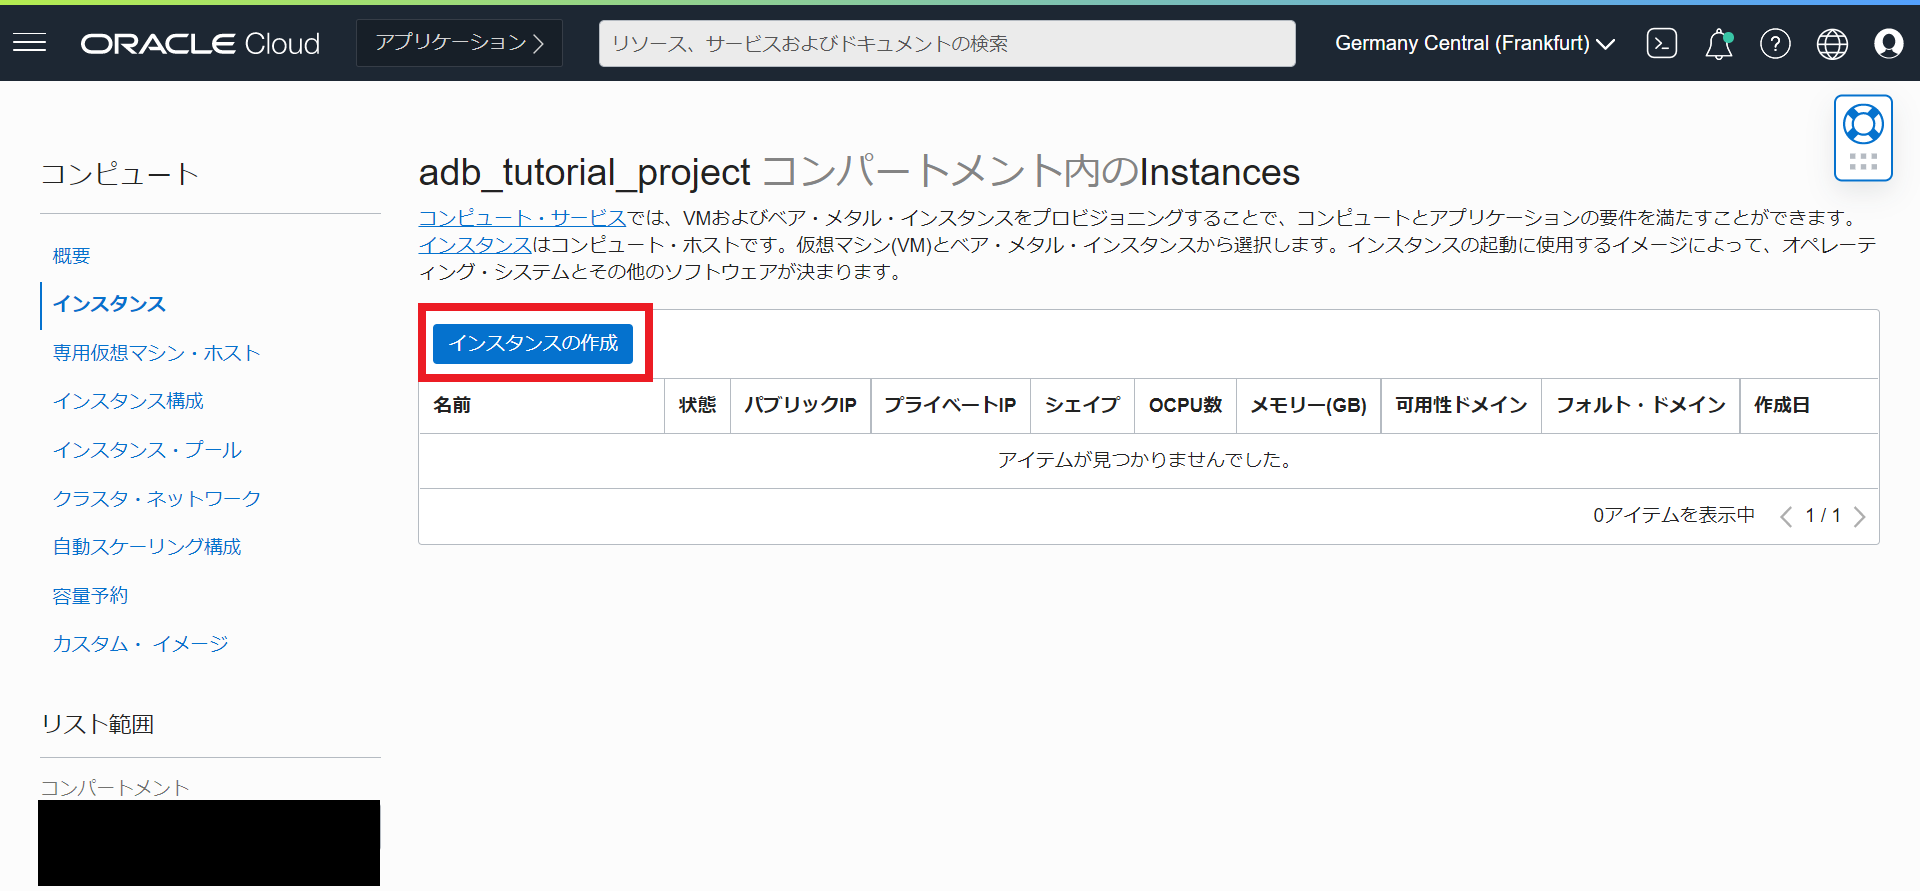 ORACLE Cloud
アプリケーション
リソース、サービスおよびドキュメントの検索
Germany Central (Frankfurt)
コンピュート
概要
インスタンス
専用仮想マシン・ホスト
インスタンス構成
インスタンス・プール
クラスタ・ネットワーク
自動スケーリング構成
容量予約
カスタム・ イメージ
リスト範囲
コンパートメント
adb_tutorial_project コンパートメント内のInstances
コンピュート・サービスでは、VMおよびベア・メタル・インスタンスをプロビジョニングすることで、コンピュートとアプリケーションの要件を満たすことができます。
インスタンスはコンピュート・ホストです。仮想マシン(VM)とベア・メタル・インスタンスから選択します。インスタンスの起動に使用するイメージによって、オペレーテ
ィング・システムとその他のソフトウェアが決まります。
インスタンスの作成
名前 状態 パブリックIP プライベートIP シェイプ OCPU数 メモリー(GB) 可用性ドメイン フォルト・ドメイン 作成日
アイテムが見つかりませんでした。
0アイテムを表示中 1 / 1